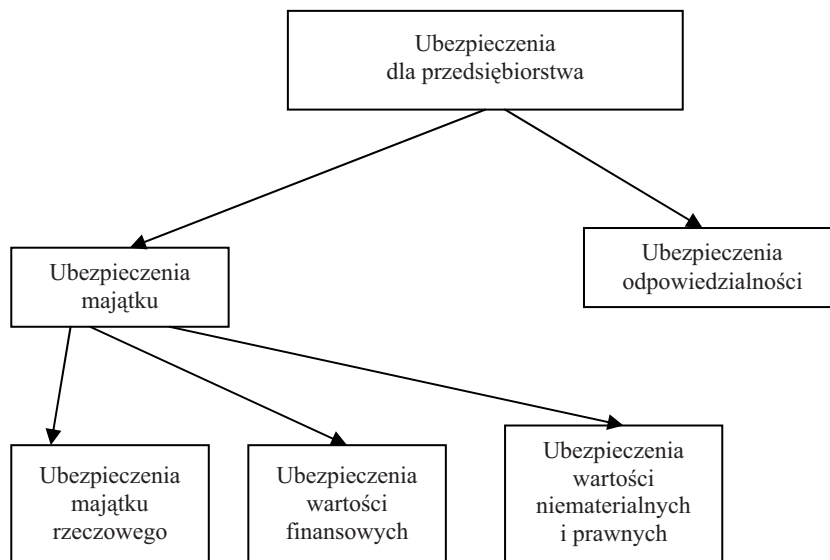 Ubezpieczenia
dla przedsiębiorstwa
Ubezpieczenia
majątku
Ubezpieczenia
odpowiedzialności
Ubezpieczenia
majątku
rzeczowego
Ubezpieczenia
wartości
finansowych
Ubezpieczenia
wartości
niematerialnych
i prawnych